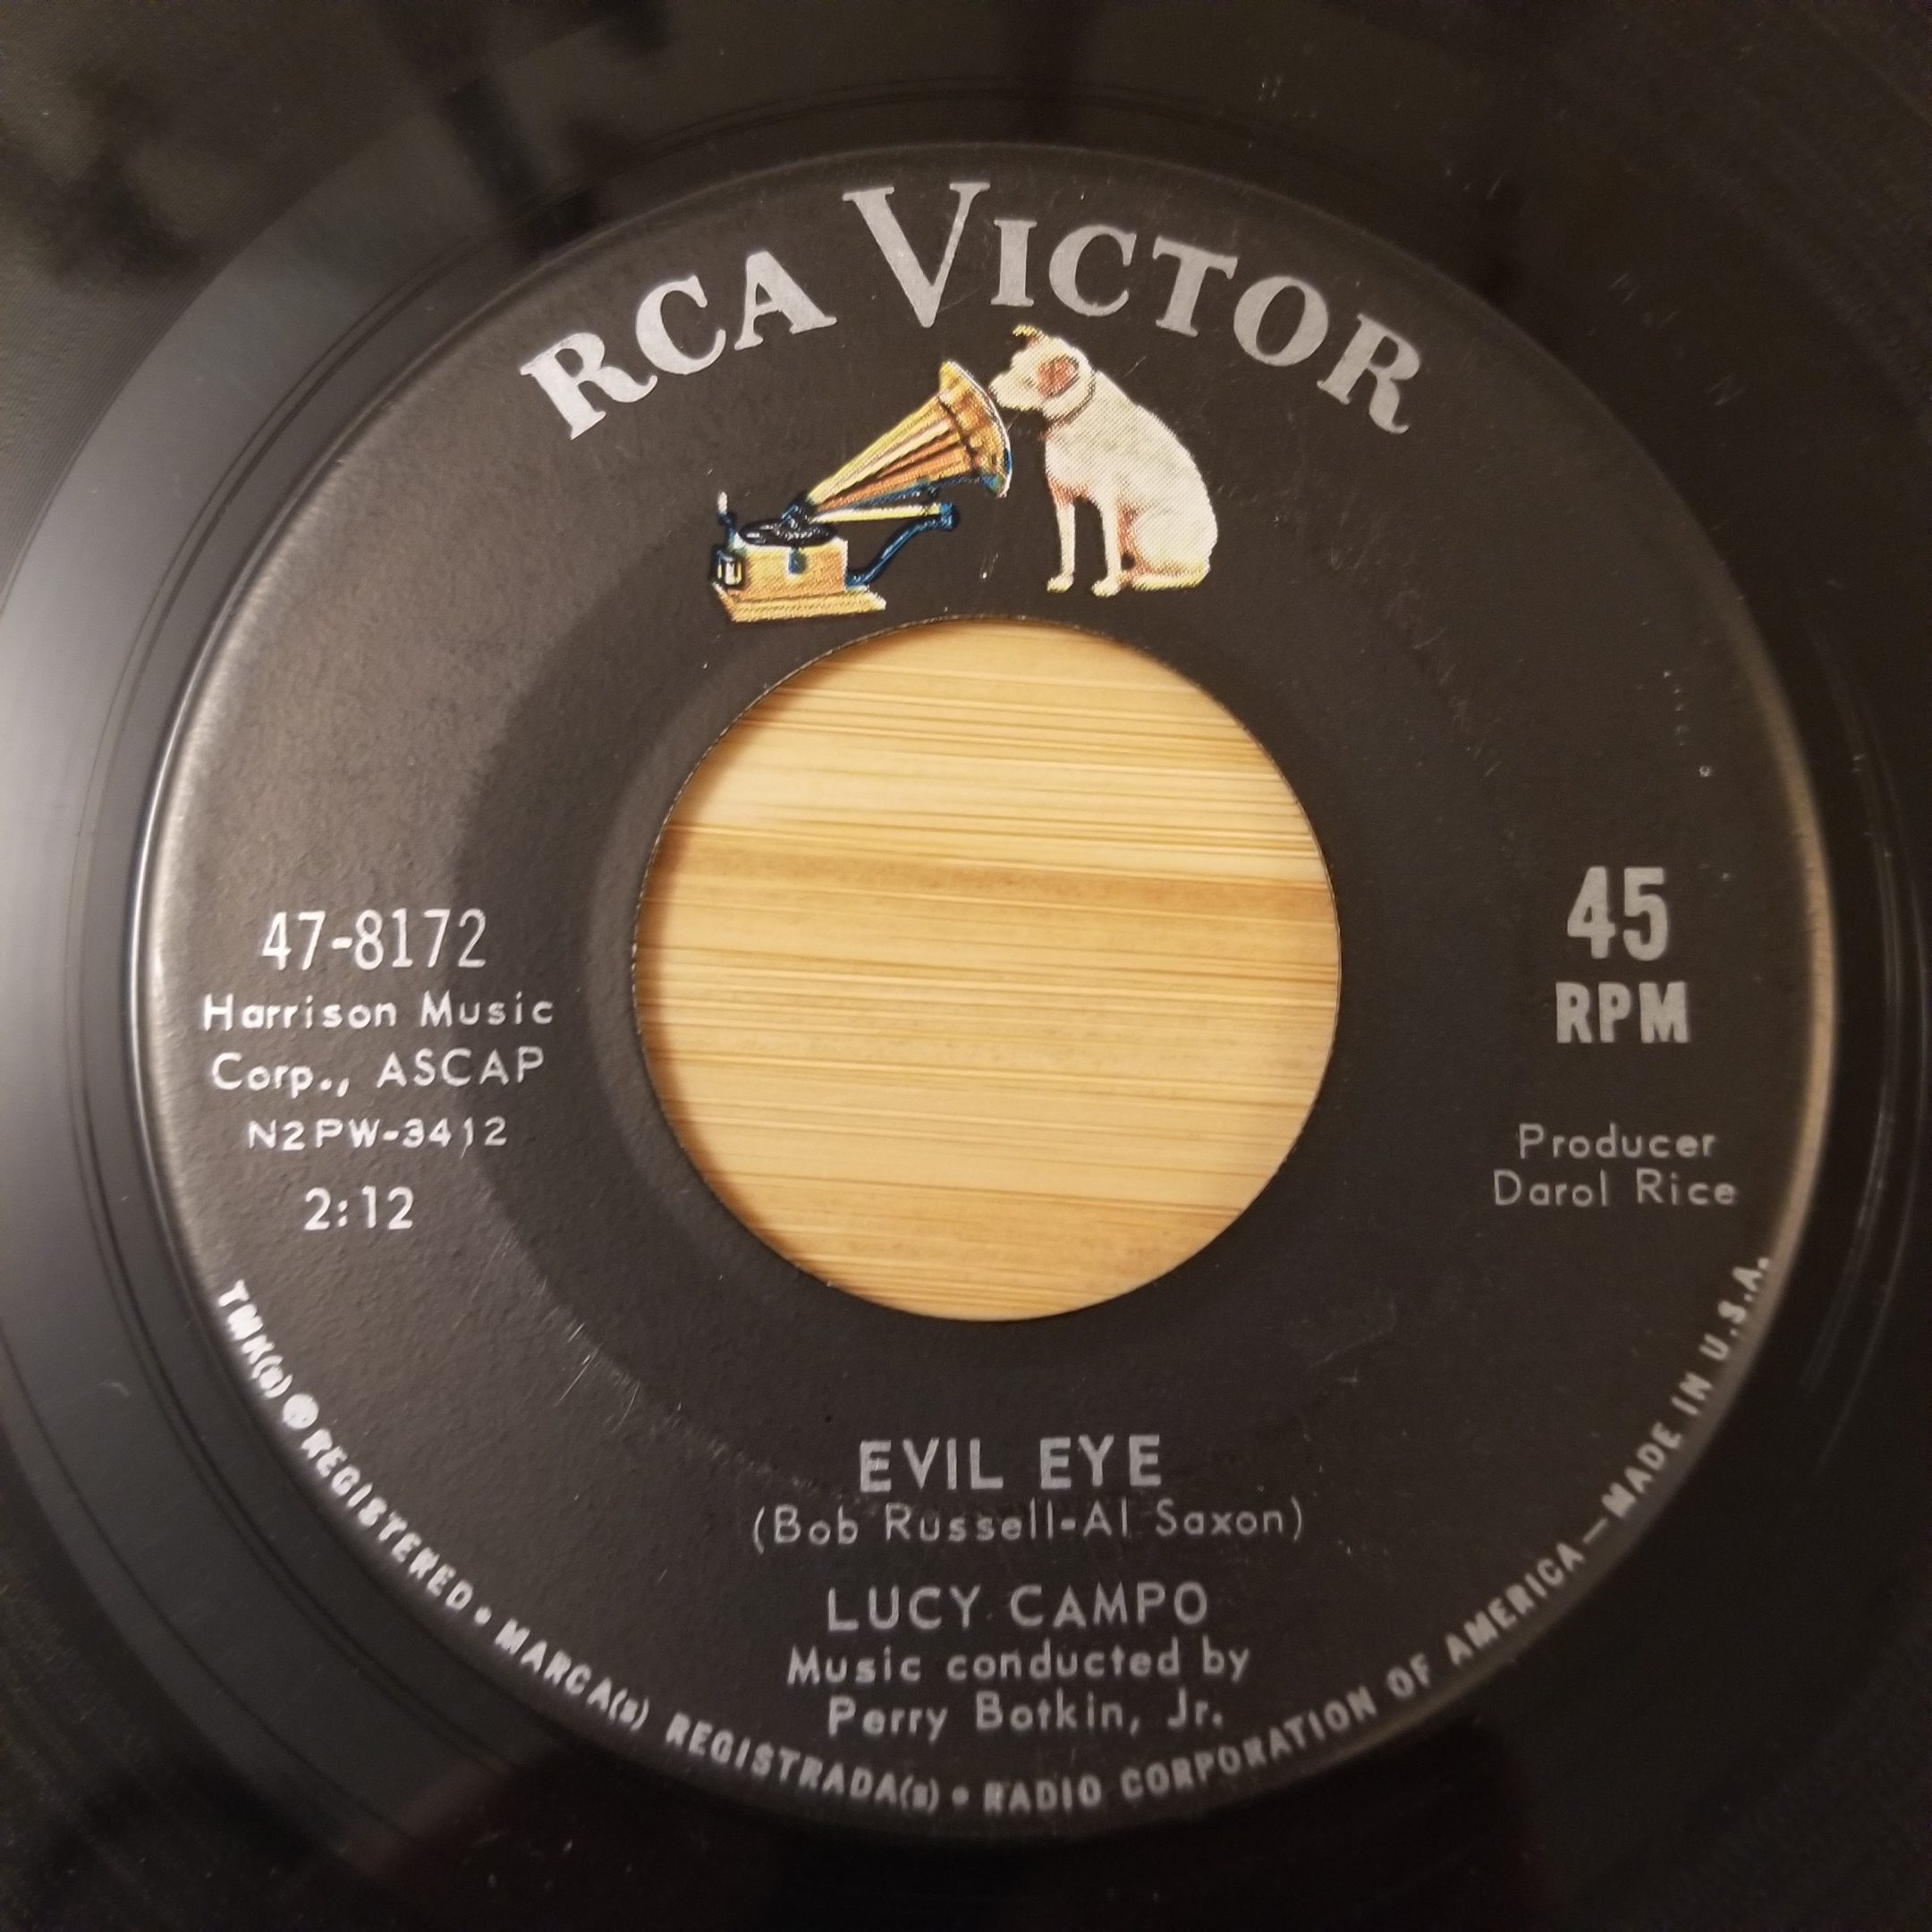 RCA VICTOR
47-8172
Harrison Music
Corp., ASCAP
N2PW-3412
2:12
45
RPM
Producer
Darol Rice
EVIL EYE
(Bob Russell-Al Saxon)
LUCY CAMPO
Music conducted by
Perry Botkin, Jr.
TMK(s) ® REGISTERED • MARCA(s) REGISTRADA(s) • RADIO CORPORATION OF AMERICA—MADE IN U.S.A.